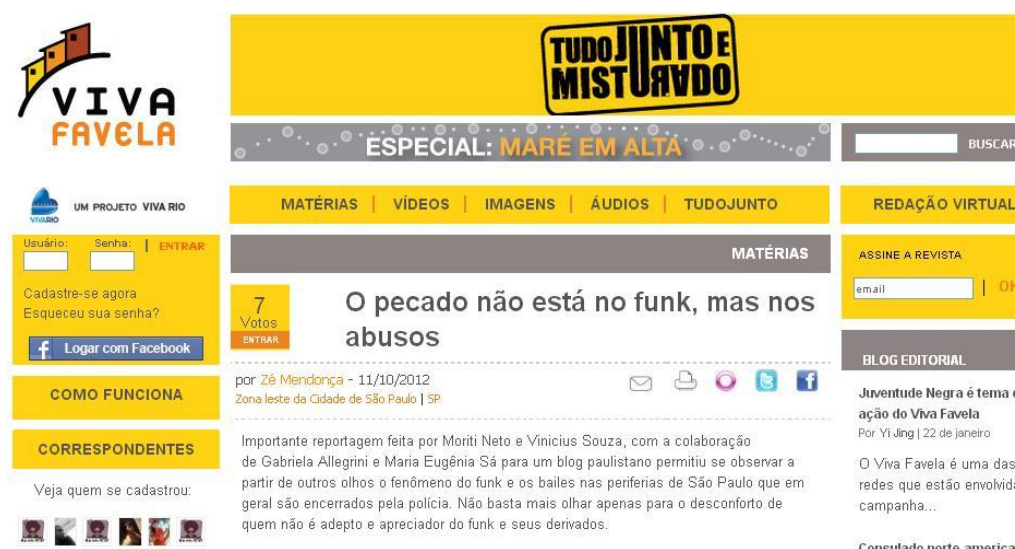 VIVA
FAVELA
TUDO JUNTO E
MISTURADO
ESPECIAL: MARÉ EM ALTA
BUSCAR
VIVARIO
UM PROJETO VIVA RIO
MATÉRIAS | VÍDEOS | IMAGENS | ÁUDIOS | TUDOJUNTO
REDAÇÃO VIRTUAL
Usuário: Senha: | ENTRAR
Cadastre-se agora
Esqueceu sua senha?
f Logar com Facebook
COMO FUNCIONA
CORRESPONDENTES
Veja quem se cadastrou:
MATÉRIAS
7
Votos
ENTRAR
O pecado não está no funk, mas nos
abusos
por Zé Mendonça - 11/10/2012
Zona leste da Cidade de São Paulo | SP
Importante reportagem feita por Moriti Neto e Vinicius Souza, com a colaboração
de Gabriela Allegrini e Maria Eugênia Sá para um blog paulistano permitiu se observar a
partir de outros olhos o fenômeno do funk e os bailes nas periferias de São Paulo que em
geral são encerrados pela polícia. Não basta mais olhar apenas para o desconforto de
quem não é adepto e apreciador do funk e seus derivados.
ASSINE A REVISTA
email | OK
BLOG EDITORIAL
Juventude Negra é tema
ação do Viva Favela
Por Yi Jing | 22 de janeiro
O Viva Favela é uma das
redes que estão
campanha...
Consulado